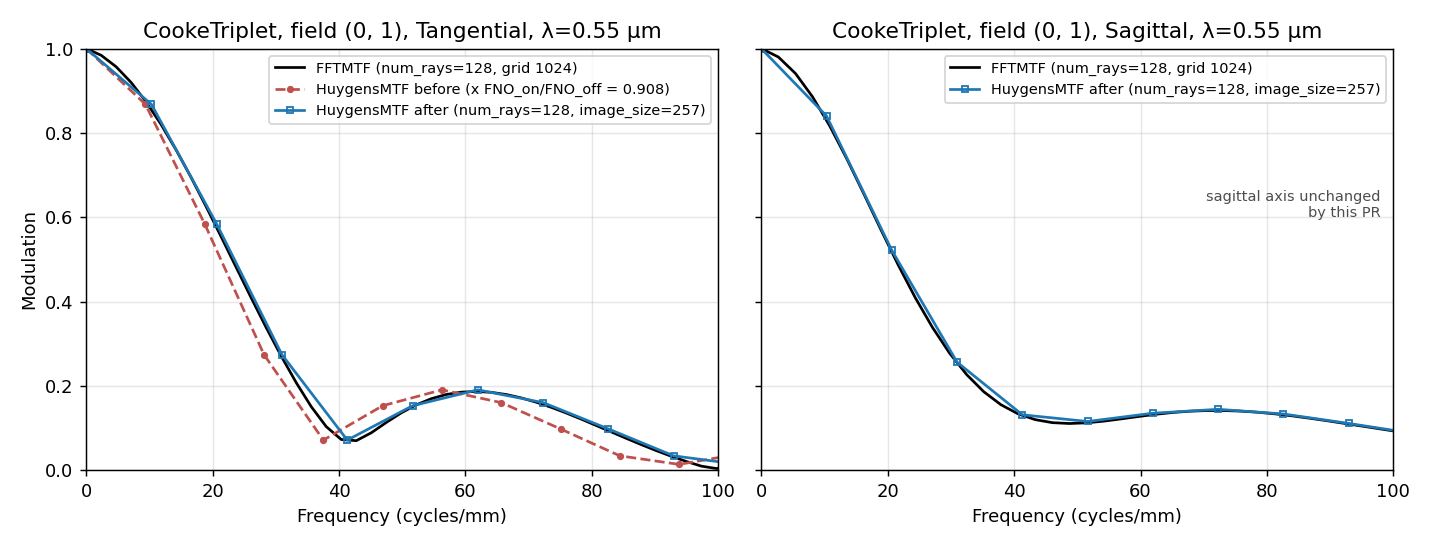 CookeTriplet, field (0, 1), Tangential, λ=0.55 µm
FFTMTF (num_rays=128, grid 1024)
HuygensMTF before (x FNO_on/FNO_off = 0.908)
HuygensMTF after (num_rays=128, image_size=257)
Modulation
1.0
0.8
0.6
0.4
0.2
0.0
0 20 40 60 80 100
Frequency (cycles/mm)
CookeTriplet, field (0, 1), Sagittal, λ=0.55 µm
FFTMTF (num_rays=128, grid 1024)
HuygensMTF after (num_rays=128, image_size=257)
sagittal axis unchanged
by this PR
0 20 40 60 80 100
Frequency (cycles/mm)